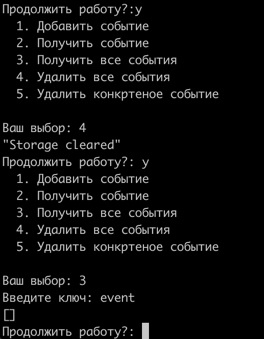 Продолжить работу?:y
1. Добавить событие
2. Получить событие
3. Получить все события
4. Удалить все события
5. Удалить конкртеное событие
Ваш выбор: 4
"Storage cleared"
Продолжить работу?: y
1. Добавить событие
2. Получить событие
3. Получить все события
4. Удалить все события
5. Удалить конкртеное событие
Ваш выбор: 3
Введите ключ: event
[]
Продолжить работу?: